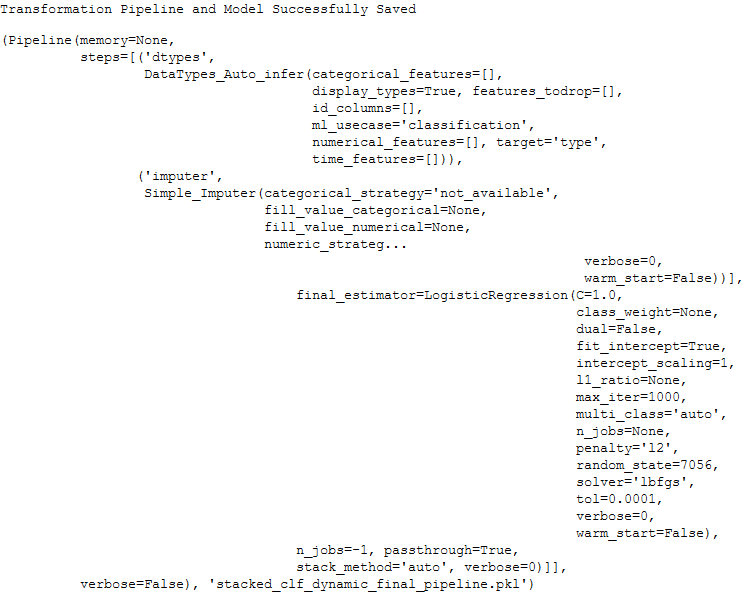 Transformation Pipeline and Model Successfully Saved
(Pipeline(memory=None,
steps=[('dtypes',
DataTypes_Auto_infer(categorical_features=[],
display_types=True, features_todrop=[],
id_columns=[],
ml_usecase='classification',
numerical_features=[], target='type',
time_features=[])),
('imputer',
Simple_Imputer(categorical_strategy='not_available',
fill_value_categorical=None,
fill_value_numerical=None,
numeric_strateg...
verbose=0,
warm_start=False))],
final_estimator=LogisticRegression(C=1.0,
class_weight=None,
dual=False,
fit_intercept=True,
intercept_scaling=1,
l1_ratio=None,
max_iter=1000,
multi_class='auto',
n_jobs=None,
penalty='l2',
random_state=7056,
solver='lbfgs',
tol=0.0001,
verbose=0,
warm_start=False),
n_jobs=-1, passthrough=True,
stack_method='auto', verbose=0)]],
verbose=False), 'stacked_clf_dynamic_final_pipeline.pkl')